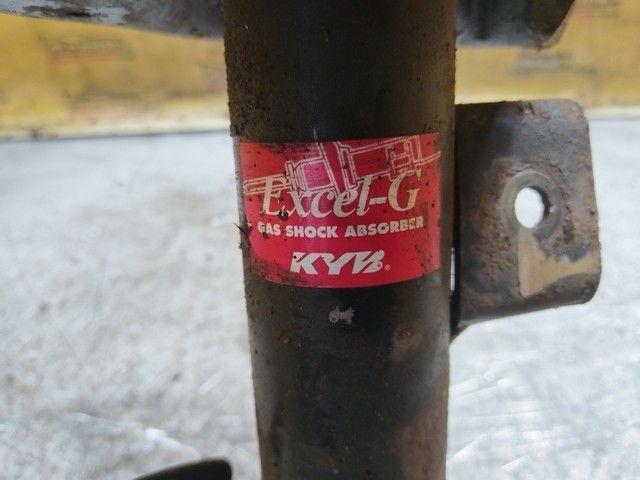 Excel-G
GAS SHOCK ABSORBER
KYB®